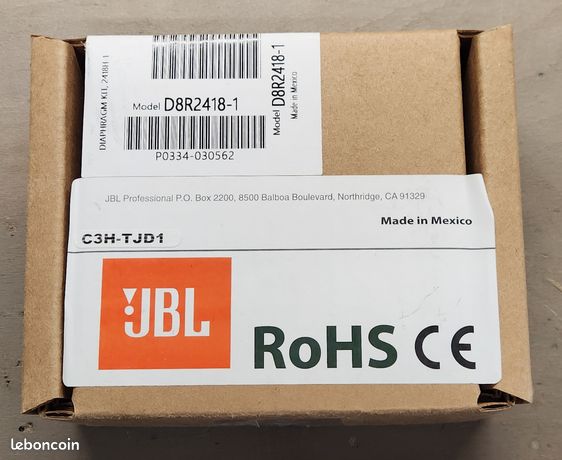 DIAPHRAGM KIT, 2418H-1
Model D8R2418-1
P0334-030562
Model D8R2418-1
Made in Mexico
JBL Professional P.O. Box 2200, 8500 Balboa Boulevard, Northridge, CA 91329
Made in Mexico
C3H-TJD1
JBL
RoHS CE
leboncoin